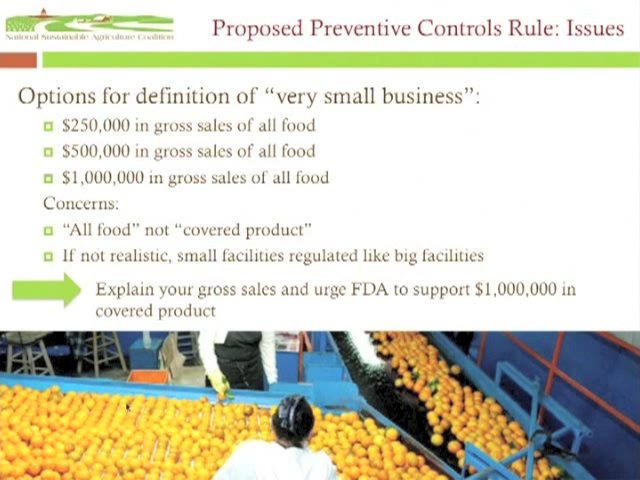 National Sustainable Agriculture Coalition
Proposed Preventive Controls Rule: Issues
Options for definition of “very small business”:
$250,000 in gross sales of all food
$500,000 in gross sales of all food
$1,000,000 in gross sales of all food
Concerns:
“All food” not “covered product”
If not realistic, small facilities regulated like big facilities
Explain your gross sales and urge FDA to support $1,000,000 in
covered product